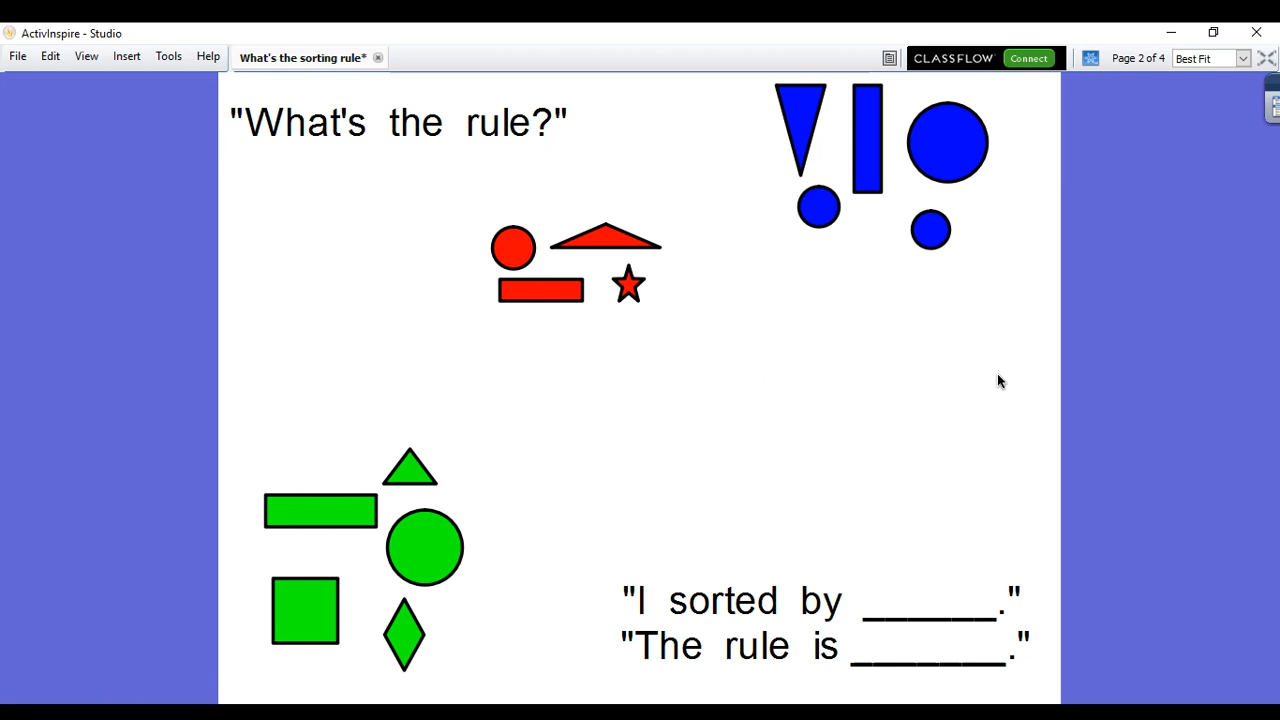 ActivInspire - Studio
File Edit View Insert Tools Help
What's the sorting rule*
CLASSFLOW Connect
Page 2 of 4
Best Fit
"What's the rule?"
"I sorted by ______."
"The rule is _______."